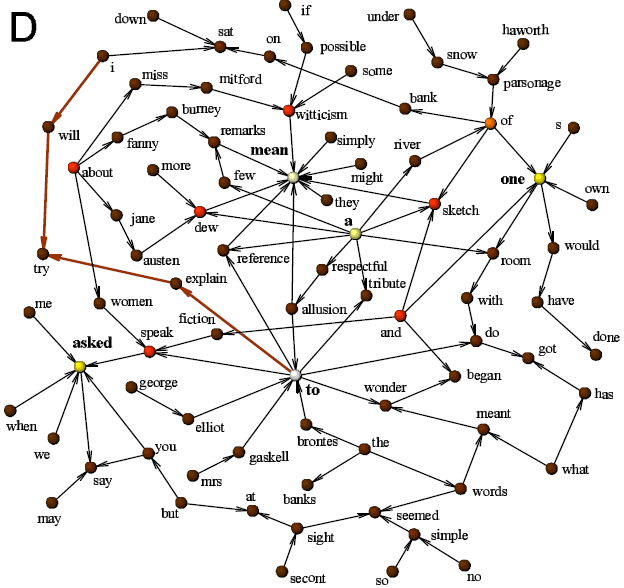 D
if
under
down
sat
on
possible
haworth
snow
i
some
miss
mitford
parsonage
bank
witticism
burney
of
will
remarks
simply
river
s
fanny
mean
might
more
few
one
about
they
own
a
sketch
jane
dew
would
austen
reference
respectful
room
try
explain
tribute
with
have
me
women
allusion
fiction
and
do
speak
done
asked
got
to
george
began
has
wonder
elliot
when
brontes
meant
we
you
gaskell
the
say
mrs
what
banks
words
may
but
at
seemed
sight
simple
secont
so
no